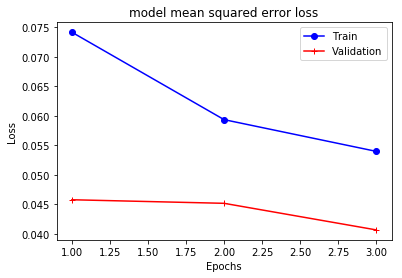 model mean squared error loss
0.075
0.070
0.065
0.060
0.055
0.050
0.045
0.040
Loss
Train
Validation
1.00 1.25 1.50 1.75 2.00 2.25 2.50 2.75 3.00
Epochs